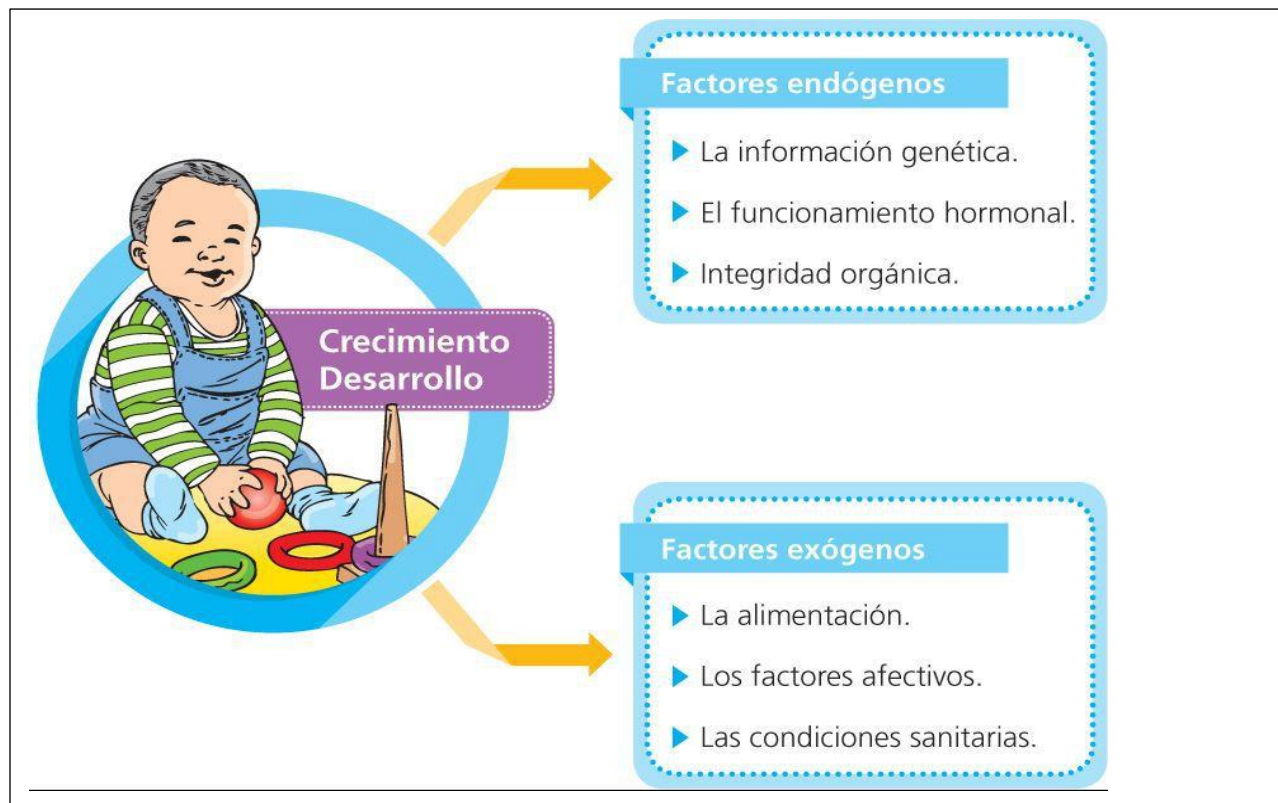 Factores endógenos
La información genética.
El funcionamiento hormonal.
Integridad orgánica.
Crecimiento
Desarrollo
Factores exógenos
La alimentación.
Los factores afectivos.
Las condiciones sanitarias.